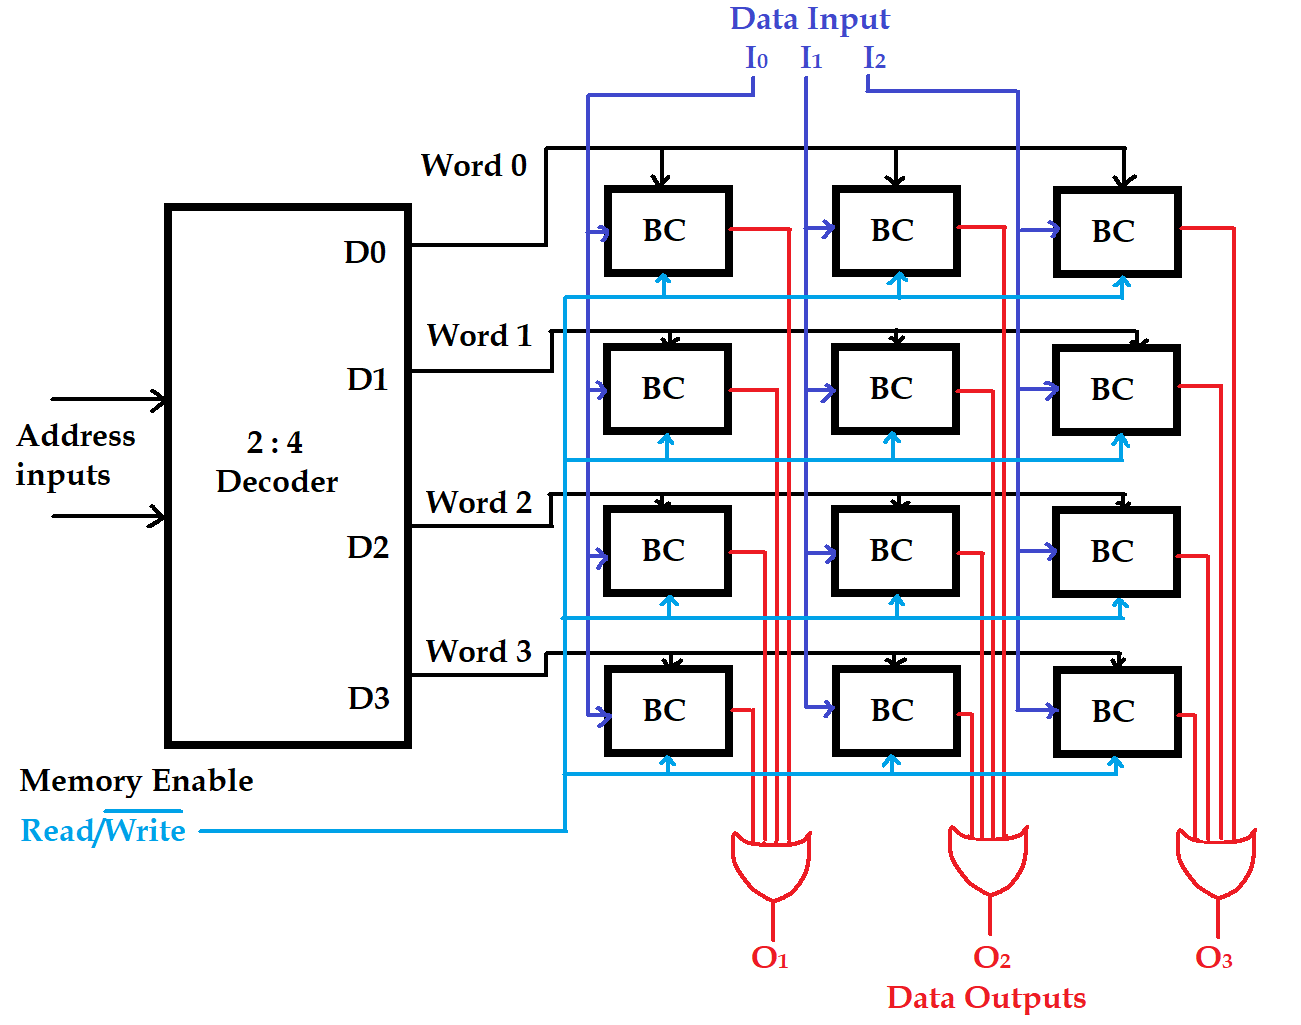 Data Input
I0 I1 I2
Word 0
BC BC BC
D0
Word 1
D1
BC BC BC
Address
inputs
2 : 4
Decoder
Word 2
D2
BC BC BC
Word 3
D3
BC BC BC
Memory Enable
Read/Write
O1 O2 O3
Data Outputs